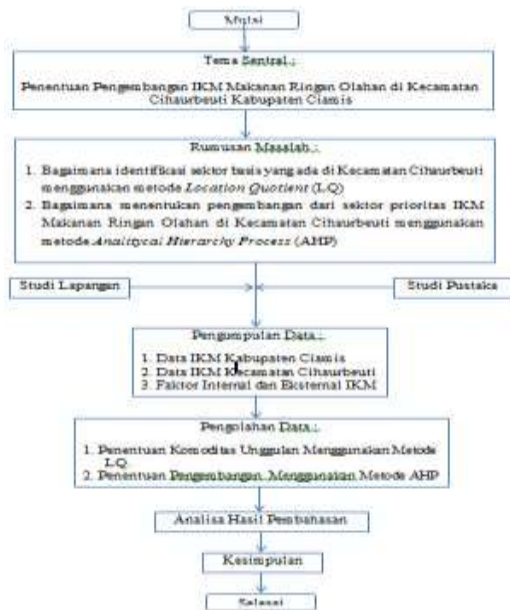 Mulai
Tema Sentral :
Penentuan Pengembangan IKM Makanan Ringan Olahan di Kecamatan
Cihaurbeuti Kabupaten Ciamis
Rumusan Masalah :
1. Bagaimana identifikasi sektor basis yang ada di Kecamatan Cihaurbeuti
menggunakan metode Location Quotient (LQ)
2. Bagaimana menentukan pengembangan dari sektor prioritas IKM
Makanan Ringan Olahan di Kecamatan Cihaurbeuti menggunakan
metode Analitycal Hierarchy Process (AHP)
Studi Lapangan
Studi Pustaka
Pengumpulan Data :
1. Data IKM Kabupaten Ciamis
2. Data IKM Kecamatan Cihaurbeuti
3. Faktor Internal dan Eksternal IKM
Pengolahan Data :
1. Penentuan Komoditas Unggulan Menggunakan Metode
LQ
2. Penentuan Pengembangan Menggunakan Metode AHP
Analisa Hasil Pembahasan
Kesimpulan
Selesai